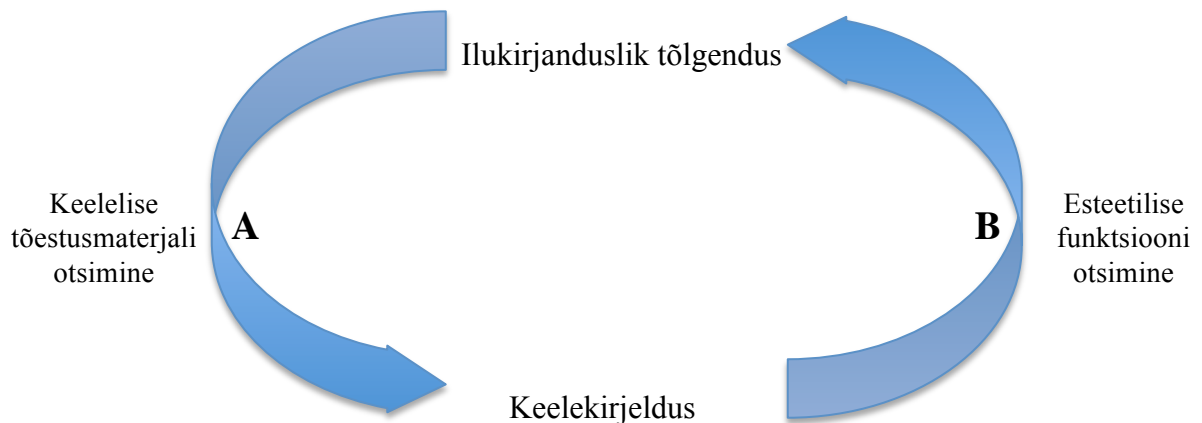 Ilukirjanduslik tõlgendus
Keelelise
tõestusmaterjali
otsimine
A
B
Esteetilise
funktsiooni
otsimine
Keelekirjeldus